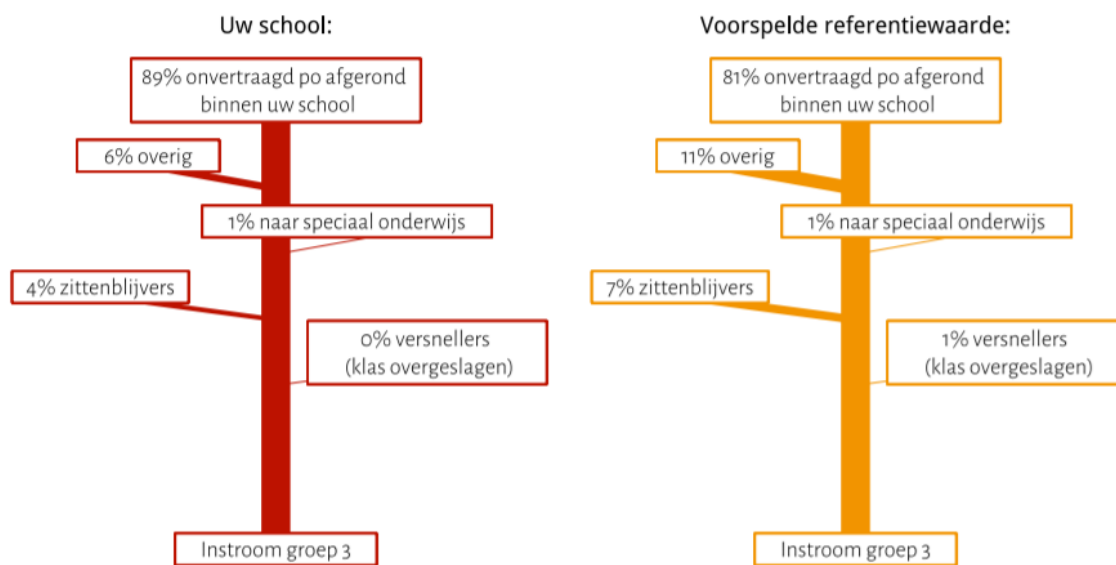 Uw school:
89% onvertraagd po afgerond
binnen uw school
6% overig
1% naar speciaal onderwijs
4% zittenblijvers
0% versnellers
(klas overgeslagen)
Instroom groep 3
Voorspelde referentiewaarde:
81% onvertraagd po afgerond
binnen uw school
11% overig
1% naar speciaal onderwijs
7% zittenblijvers
1% versnellers
(klas overgeslagen)
Instroom groep 3